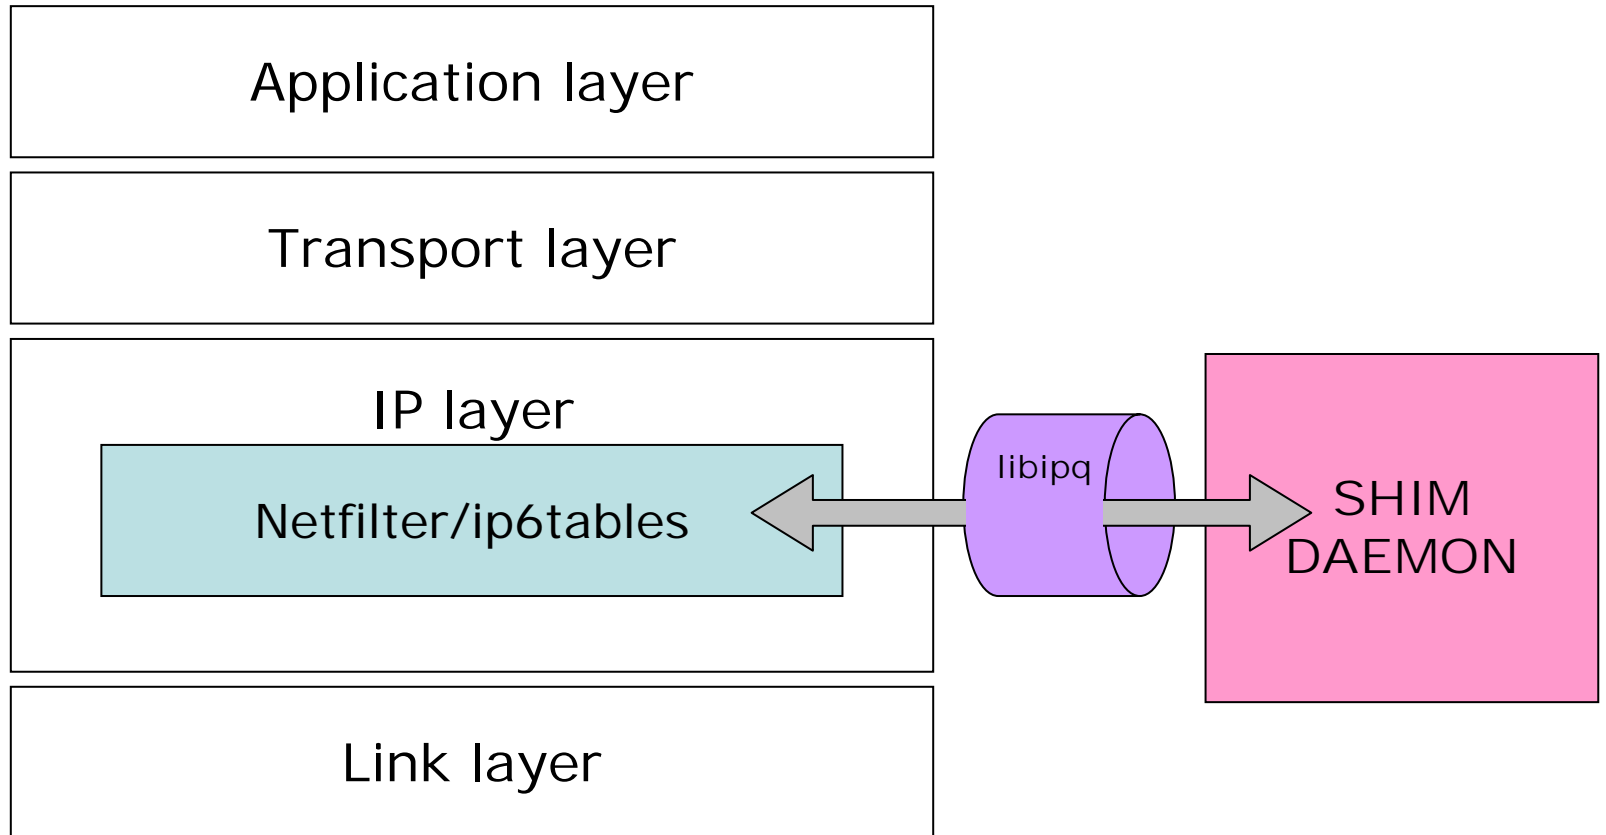 Application layer
Transport layer
IP layer
Netfilter/ip6tables
libipq
SHIM
DAEMON
Link layer